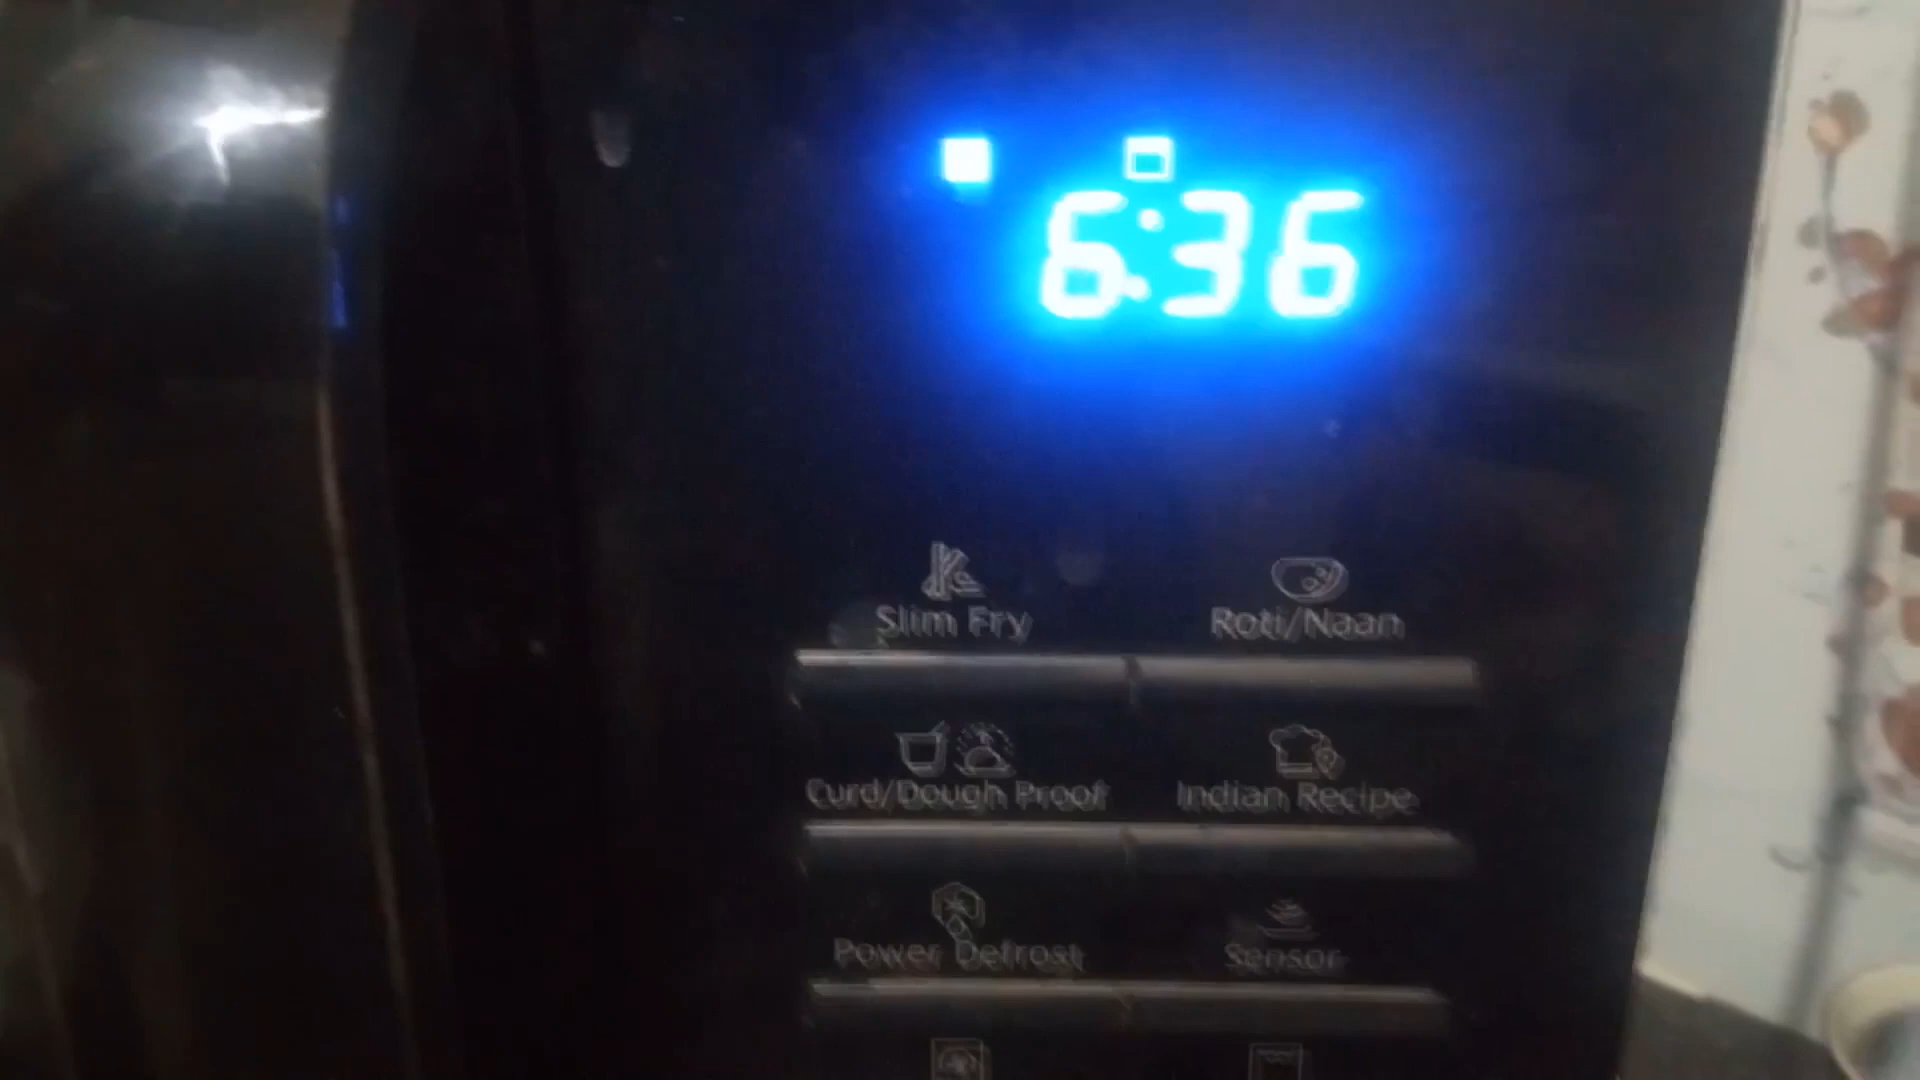 6:36
Slim Fry
Roti/Naan
Curd/Dough Proof
Indian Recipe
Power Defrost
Sensor